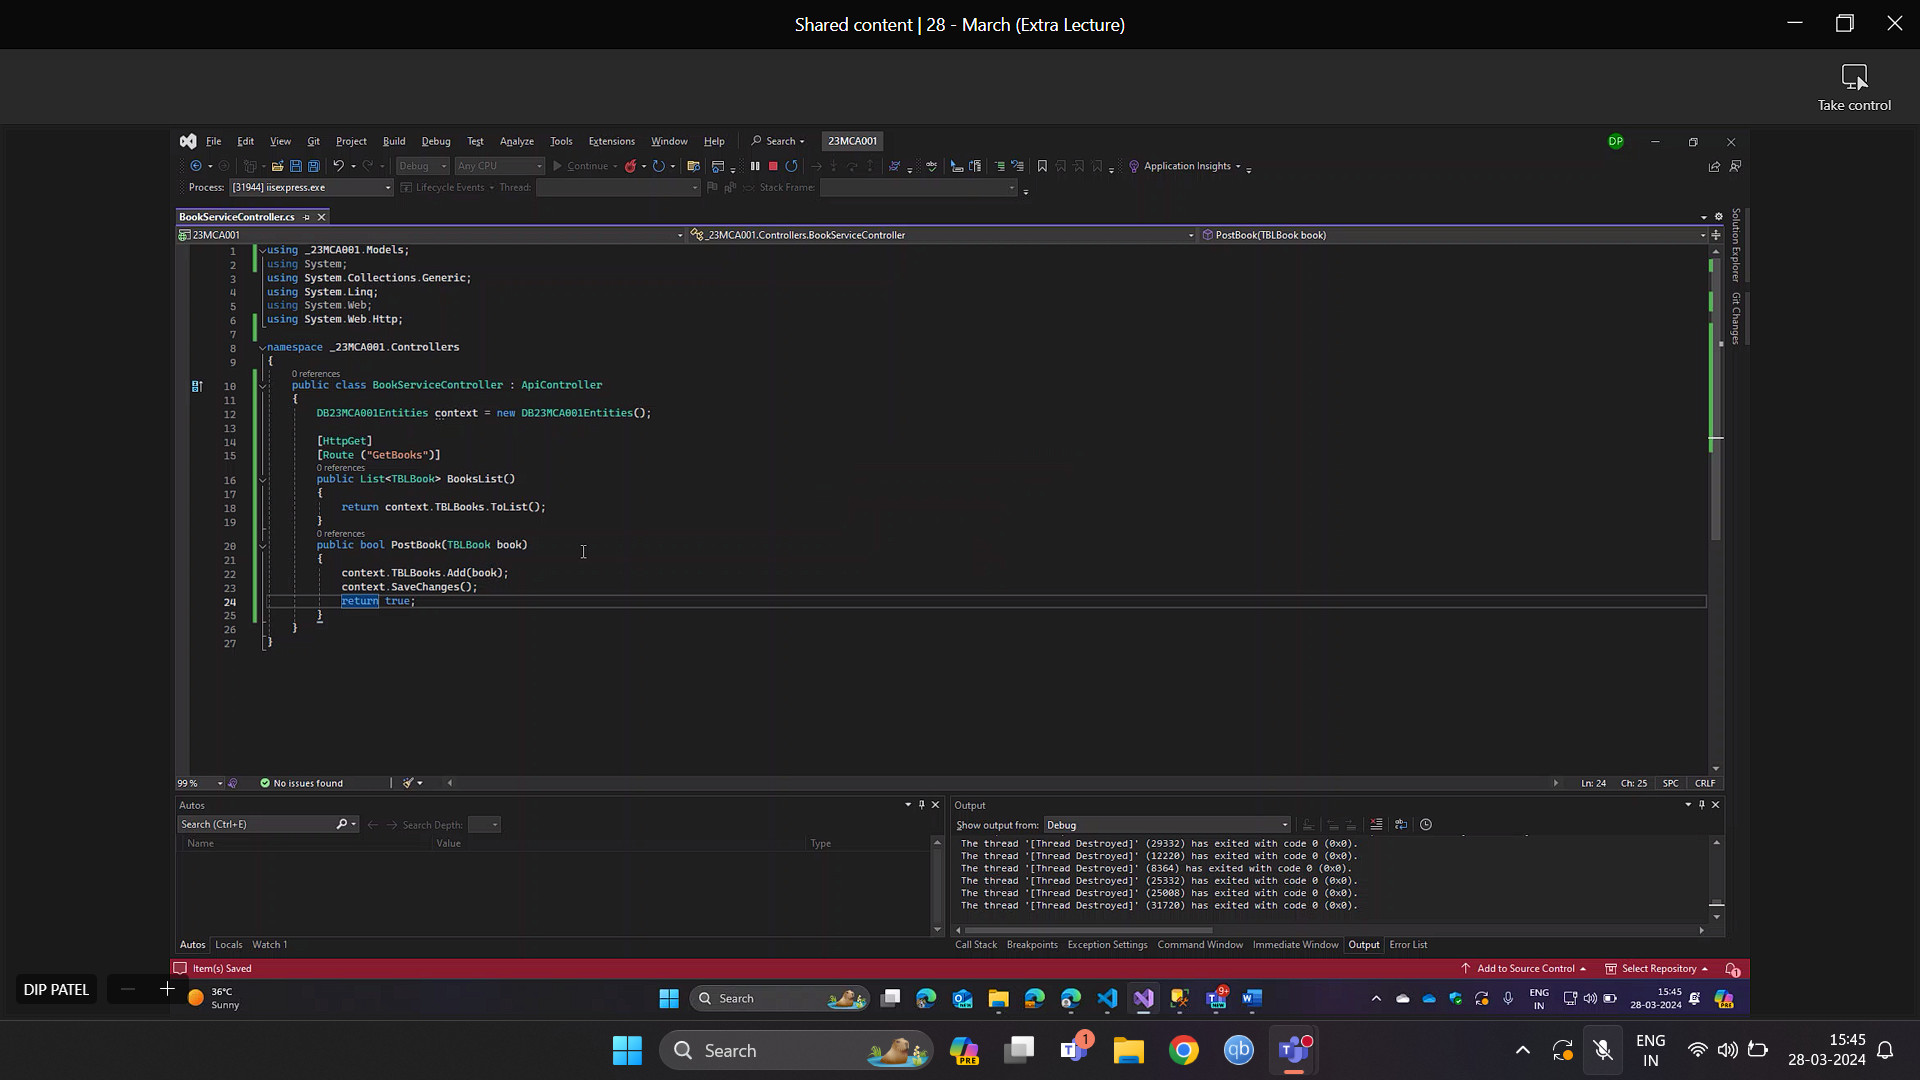 Shared content | 28 - March (Extra Lecture)
Take control
File Edit View Git Project Build Debug Test Analyze Tools Extensions Window Help Search 23MCA001 DP
Debug Any CPU Continue Application Insights
Process: [31944] iisexpress.exe Lifecycle Events Thread: Stack Frame:
BookServiceController.cs
23MCA001 _23MCA001.Controllers.BookServiceController PostBook(TBLBook book)
Solution Explorer
Git Changes
1 using _23MCA001.Models;
2 using System;
3 using System.Collections.Generic;
4 using System.Linq;
5 using System.Web;
6 using System.Web.Http;
7
8 namespace _23MCA001.Controllers
9 {
0 references
10 public class BookServiceController : ApiController
11 {
12 DB23MCA001Entities context = new DB23MCA001Entities();
13
14 [HttpGet]
15 [Route ("GetBooks")]
0 references
16 public List<TBLBook> BooksList()
17 {
18 return context.TBLBooks.ToList();
19 }
0 references
20 public bool PostBook(TBLBook book)
21 {
22 context.TBLBooks.Add(book);
23 context.SaveChanges();
24 return true;
25 }
26 }
27 }
99 % No issues found Ln: 24 Ch: 25 SPC CRLF
Autos
Search (Ctrl+E) Search Depth:
Name Value Type
Autos Locals Watch 1
Output
Show output from: Debug
The thread '[Thread Destroyed]' (29332) has exited with code 0 (0x0).
The thread '[Thread Destroyed]' (12220) has exited with code 0 (0x0).
The thread '[Thread Destroyed]' (8364) has exited with code 0 (0x0).
The thread '[Thread Destroyed]' (25332) has exited with code 0 (0x0).
The thread '[Thread Destroyed]' (25008) has exited with code 0 (0x0).
The thread '[Thread Destroyed]' (31720) has exited with code 0 (0x0).
Call Stack Breakpoints Exception Settings Command Window Immediate Window Output Error List
Item(s) Saved Add to Source Control Select Repository 1
DIP PATEL
36°C
Sunny
Search
9+
NEW
ENG
IN
15:45
28-03-2024
PRE
Search
PRE
1
qb
ENG
IN
15:45
28-03-2024